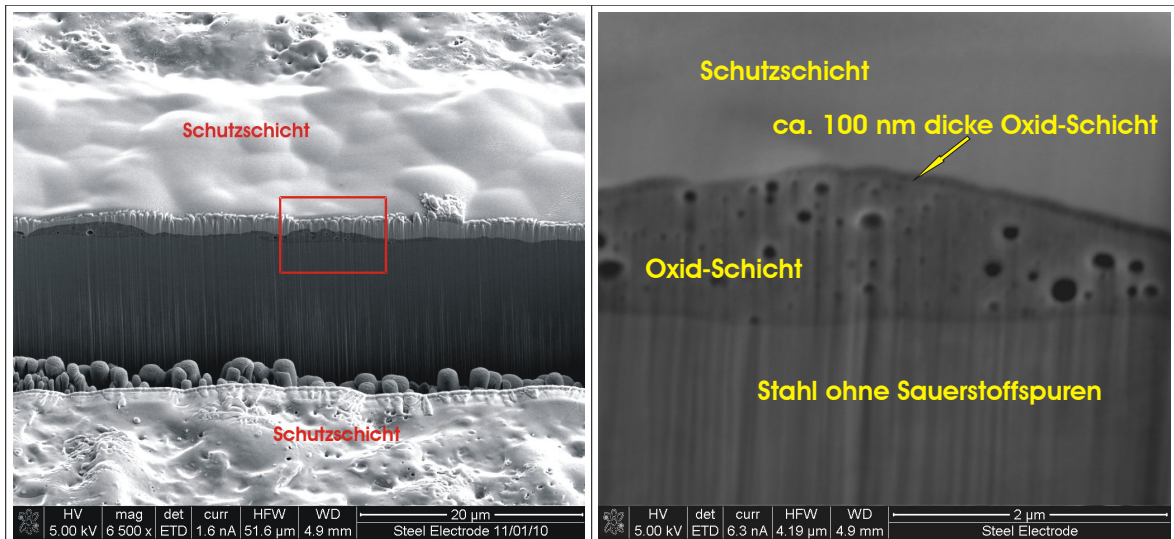 Schutzschicht
Schutzschicht
HV mag det curr HFW WD 20 µm
5.00 kV 6 500 x ETD 1.6 nA 51.6 µm 4.9 mm Steel Electrode 11/01/10
Schutzschicht
ca. 100 nm dicke Oxid-Schicht
Oxid-Schicht
Stahl ohne Sauerstoffspuren
HV det curr HFW WD 2 µm
5.00 kV ETD 6.3 nA 4.19 µm 4.9 mm Steel Electrode